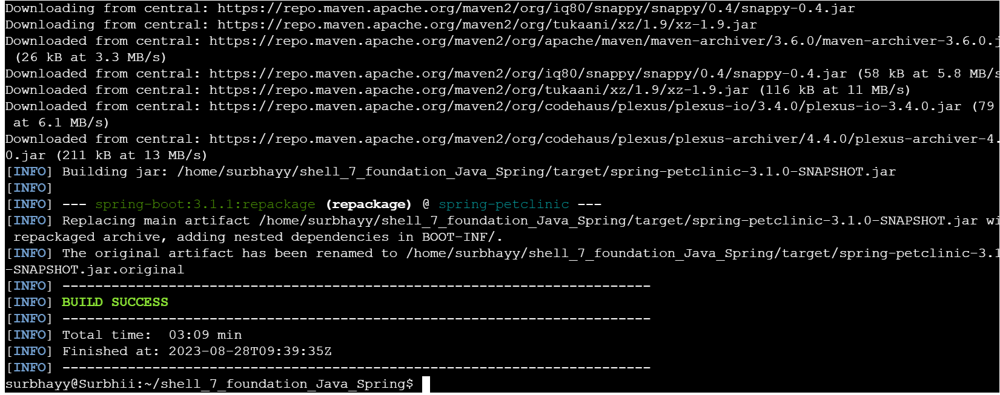 Downloading from central: https://repo.maven.apache.org/maven2/org/iq80/snappy/snappy/0.4/snappy-0.4.jar
Downloading from central: https://repo.maven.apache.org/maven2/org/tukaani/xz/1.9/xz-1.9.jar
Downloaded from central: https://repo.maven.apache.org/maven2/org/apache/maven/maven-archiver/3.6.0/maven-archiver-3.6.0.j
(26 kB at 3.3 MB/s)
Downloaded from central: https://repo.maven.apache.org/maven2/org/iq80/snappy/snappy/0.4/snappy-0.4.jar (58 kB at 5.8 MB/s
Downloaded from central: https://repo.maven.apache.org/maven2/org/tukaani/xz/1.9/xz-1.9.jar (116 kB at 11 MB/s)
Downloaded from central: https://repo.maven.apache.org/maven2/org/codehaus/plexus/plexus-io/3.4.0/plexus-io-3.4.0.jar (79
at 6.1 MB/s)
Downloaded from central: https://repo.maven.apache.org/maven2/org/codehaus/plexus/plexus-archiver/4.4.0/plexus-archiver-4.
0.jar (211 kB at 13 MB/s)
[INFO] Building jar: /home/surbhayy/shell_7_foundation_Java_Spring/target/spring-petclinic-3.1.0-SNAPSHOT.jar
[INFO]
[INFO] --- spring-boot:3.1.1:repackage (repackage) @ spring-petclinic ---
[INFO] Replacing main artifact /home/surbhayy/shell_7_foundation_Java_Spring/target/spring-petclinic-3.1.0-SNAPSHOT.jar wi
repackaged archive, adding nested dependencies in BOOT-INF/.
[INFO] The original artifact has been renamed to /home/surbhayy/shell_7_foundation_Java_Spring/target/spring-petclinic-3.1
-SNAPSHOT.jar.original
[INFO] ------------------------------------------------------------------------
[INFO] BUILD SUCCESS
[INFO] ------------------------------------------------------------------------
[INFO] Total time:  03:09 min
[INFO] Finished at: 2023-08-28T09:39:35Z
[INFO] ------------------------------------------------------------------------
surbhayy@Surbhii:~/shell_7_foundation_Java_Spring$